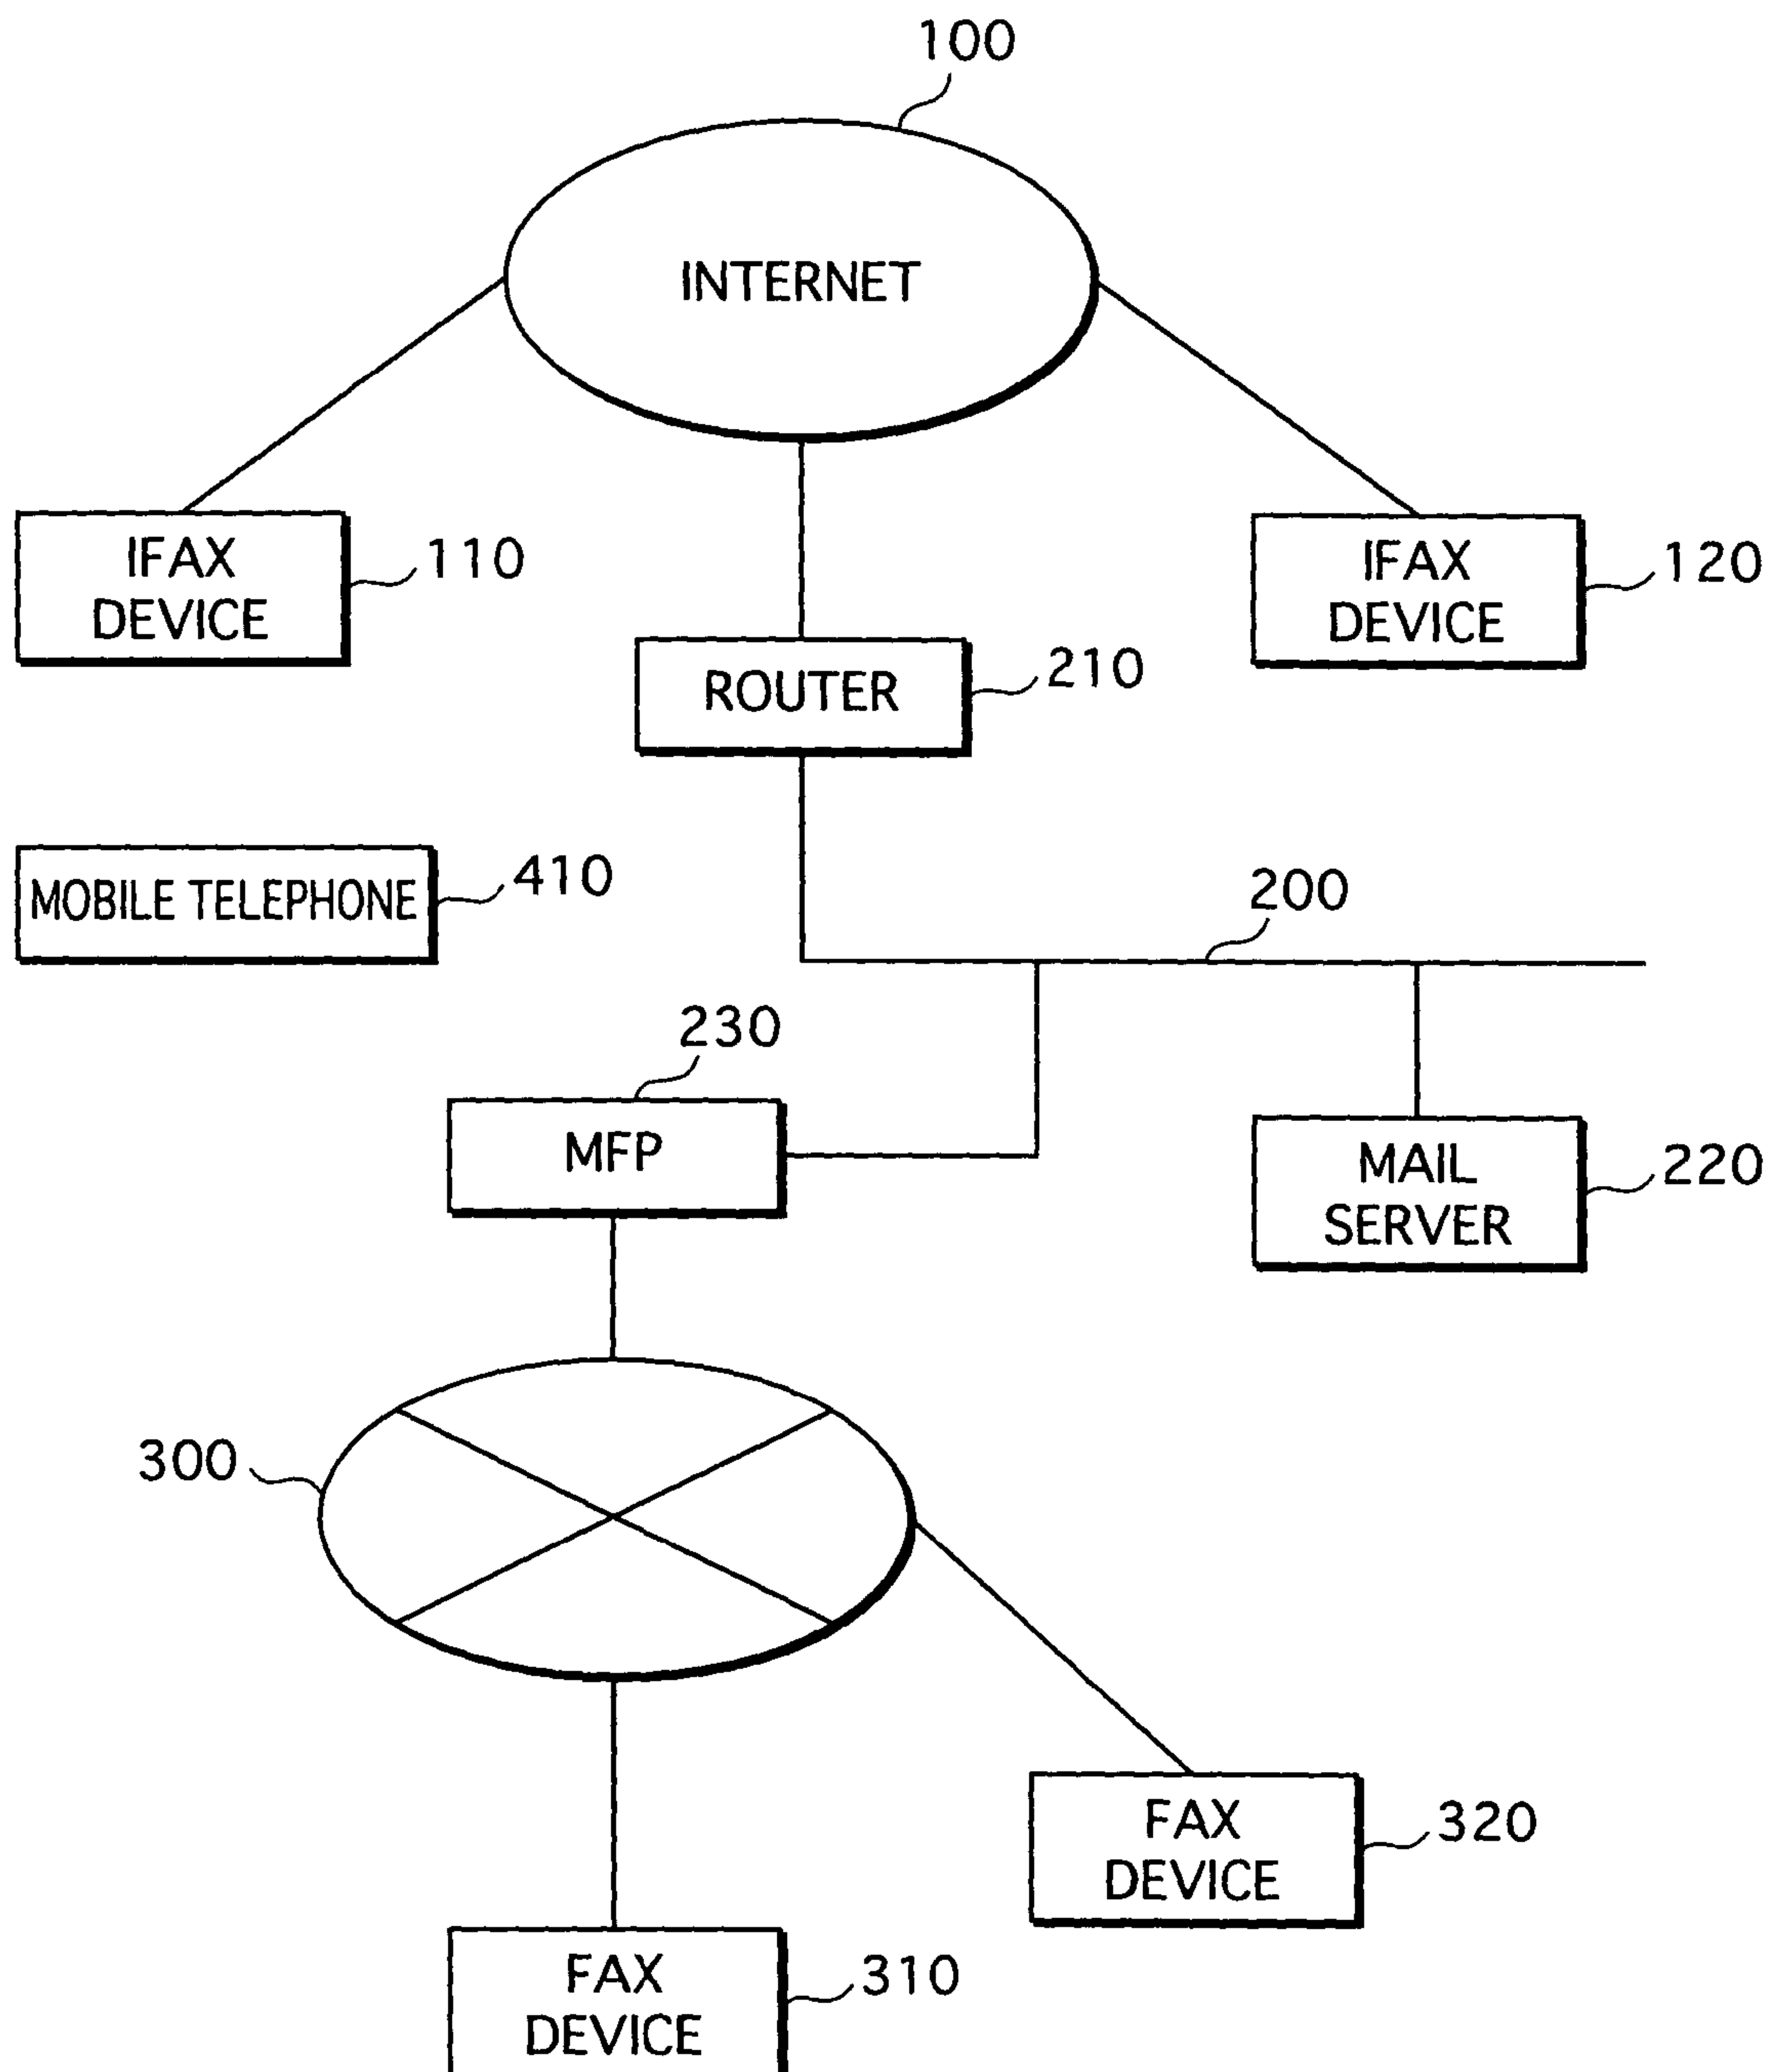 100
INTERNET
IFAX
DEVICE
110
IFAX
DEVICE
120
ROUTER
210
MOBILE TELEPHONE
410
200
230
MFP
MAIL
SERVER
220
300
FAX
DEVICE
320
FAX
DEVICE
310